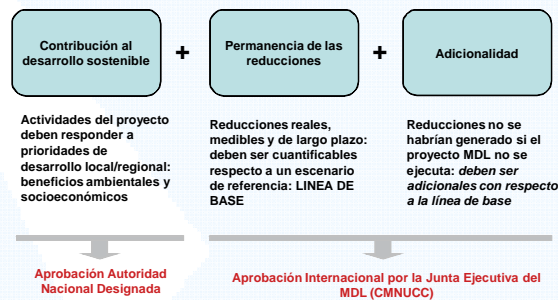 Contribución al
desarrollo sostenible
+
Permanencia de las
reducciones
+
Adicionalidad
Actividades del proyecto
deben responder a
prioridades de
desarrollo local/regional:
beneficios ambientales y
socioeconómicos
Reducciones reales,
medibles y de largo plazo:
deben ser cuantificables
respecto a un escenario
de referencia: LINEA DE
BASE
Reducciones no se
habrían generado si el
proyecto MDL no se
ejecuta: deben ser
adicionales con respecto
a la línea de base
Aprobación Autoridad
Nacional Designada
Aprobación Internacional por la Junta Ejecutiva del
MDL (CMNUCC)